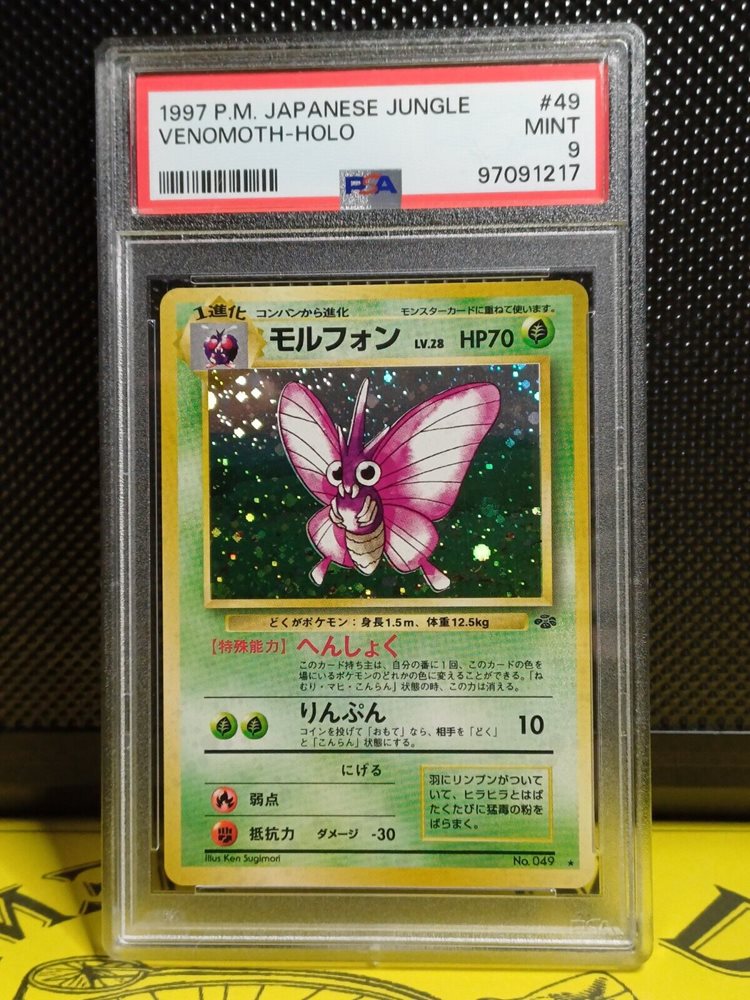 1997 P.M. JAPANESE JUNGLE #49
VENOMOTH-HOLO MINT
9
PSA 97091217
1進化 コンパンから進化 モンスターカードに重ねて使います。
モルフォン LV.28 HP70
どくがポケモン：身長1.5m、体重12.5kg
【特殊能力】へんしょく
このカード持ち主は、自分の番に1回、このカードの色を
場にいるポケモンのどれかの色に変えることができる。「ね
むり・マヒ・こんらん」状態の時、この力は消える。
りんぷん 10
コインを投げて「おもて」なら、相手を「どく」
と「こんらん」状態にする。
にげる
弱点
抵抗力 ダメージ -30
羽にリンプンがついて
いて、ヒラヒラとはば
たくたびに猛毒の粉を
ばらまく。
Illus Ken Sugimori No. 049 ★